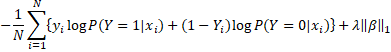 $$-\frac{1}{N}\sum_{i=1}^{N}\{y_i \log P(Y=1|x_i) + (1-Y_i)\log P(Y=0|x_i)\} + \lambda\|\beta\|_1$$